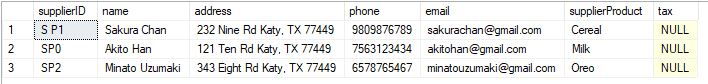 supplierID name address phone email supplierProduct tax
1 S P1 Sakura Chan 232 Nine Rd Katy, TX 77449 9809876789 sakurachan@gmail.com Cereal NULL
2 SP0 Akito Han 121 Ten Rd Katy, TX 77449 7563123434 akitohan@gmail.com Milk NULL
3 SP2 Minato Uzumaki 343 Eight Rd Katy, TX 77449 6578765467 minatouzumaki@gmail.com Oreo NULL